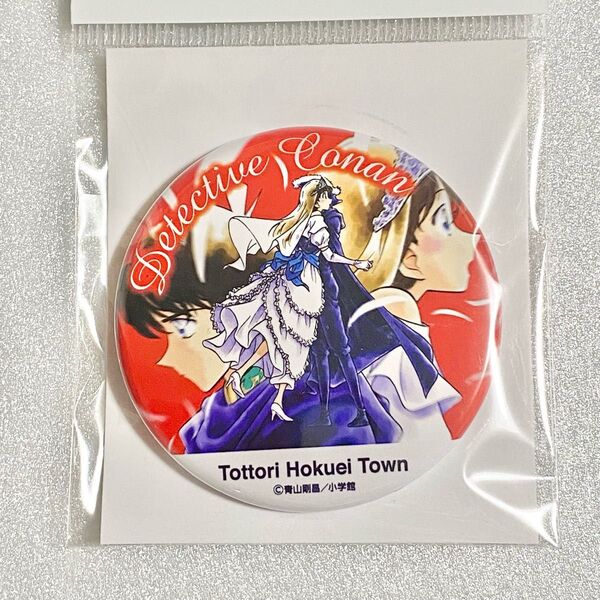 Detective Conan
Tottori Hokuei Town
©青山剛昌/小学館